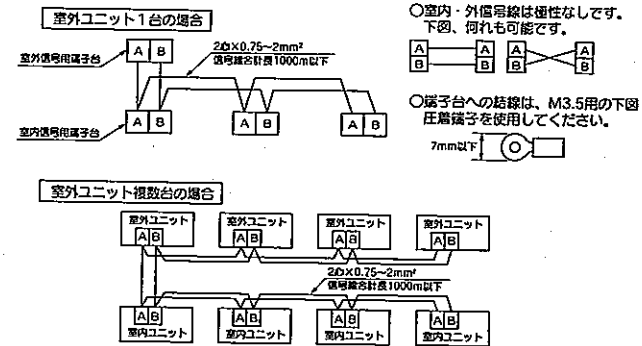 室外ユニット1台の場合
室外信号用端子台
A B
2心×0.75~2mm²
信号線合計長1000m以下
室内信号用端子台
A B
A B
A B
○室内・外信号線は極性なしです。
下図、何れも可能です。
A A A A
B B B B
○端子台への結線は、M3.5用の下図
圧着端子を使用してください。
7mm以下
室外ユニット複数台の場合
室外ユニット 室外ユニット 室外ユニット 室外ユニット
A B A B A B A B
2心×0.75~2mm²
信号線合計長1000m以下
A B A B A B A B
室内ユニット 室内ユニット 室内ユニット 室内ユニット